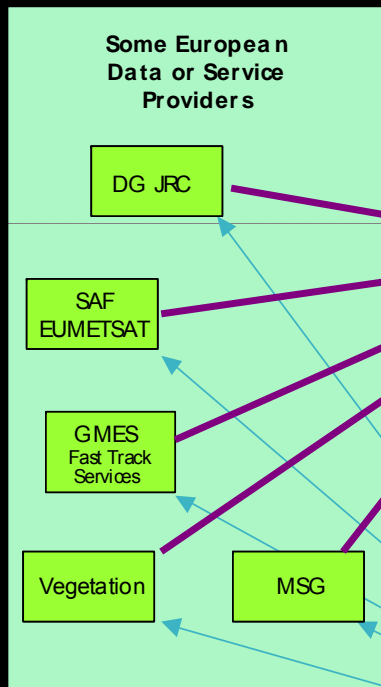 Some European
Data or Service
Providers
DG JRC
SAF
EUMETSAT
GMES
Fast Track
Services
Vegetation
MSG